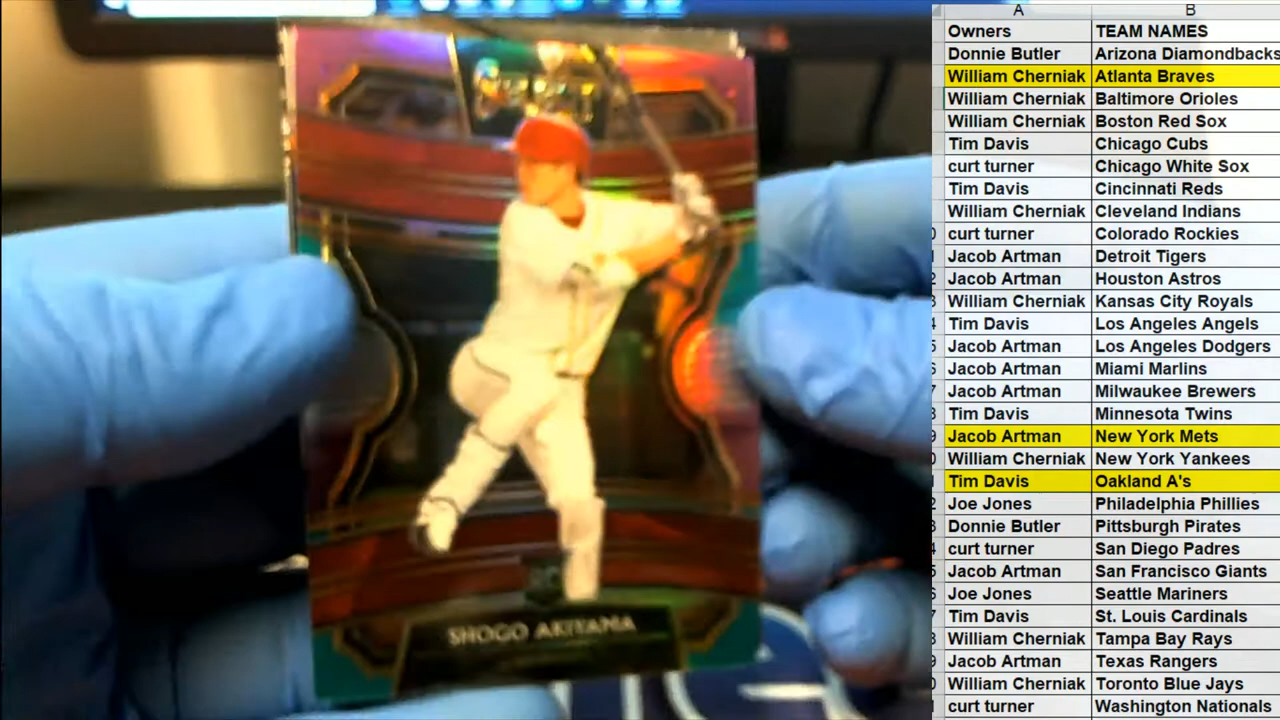 A B
Owners TEAM NAMES
Donnie Butler Arizona Diamondbacks
William Cherniak Atlanta Braves
William Cherniak Baltimore Orioles
William Cherniak Boston Red Sox
Tim Davis Chicago Cubs
curt turner Chicago White Sox
Tim Davis Cincinnati Reds
William Cherniak Cleveland Indians
curt turner Colorado Rockies
Jacob Artman Detroit Tigers
Jacob Artman Houston Astros
William Cherniak Kansas City Royals
Tim Davis Los Angeles Angels
Jacob Artman Los Angeles Dodgers
Jacob Artman Miami Marlins
Jacob Artman Milwaukee Brewers
Tim Davis Minnesota Twins
Jacob Artman New York Mets
William Cherniak New York Yankees
Tim Davis Oakland A's
Joe Jones Philadelphia Phillies
Donnie Butler Pittsburgh Pirates
curt turner San Diego Padres
Jacob Artman San Francisco Giants
Joe Jones Seattle Mariners
Tim Davis St. Louis Cardinals
William Cherniak Tampa Bay Rays
Jacob Artman Texas Rangers
William Cherniak Toronto Blue Jays
curt turner Washington Nationals
SHOGO AKIYAMA